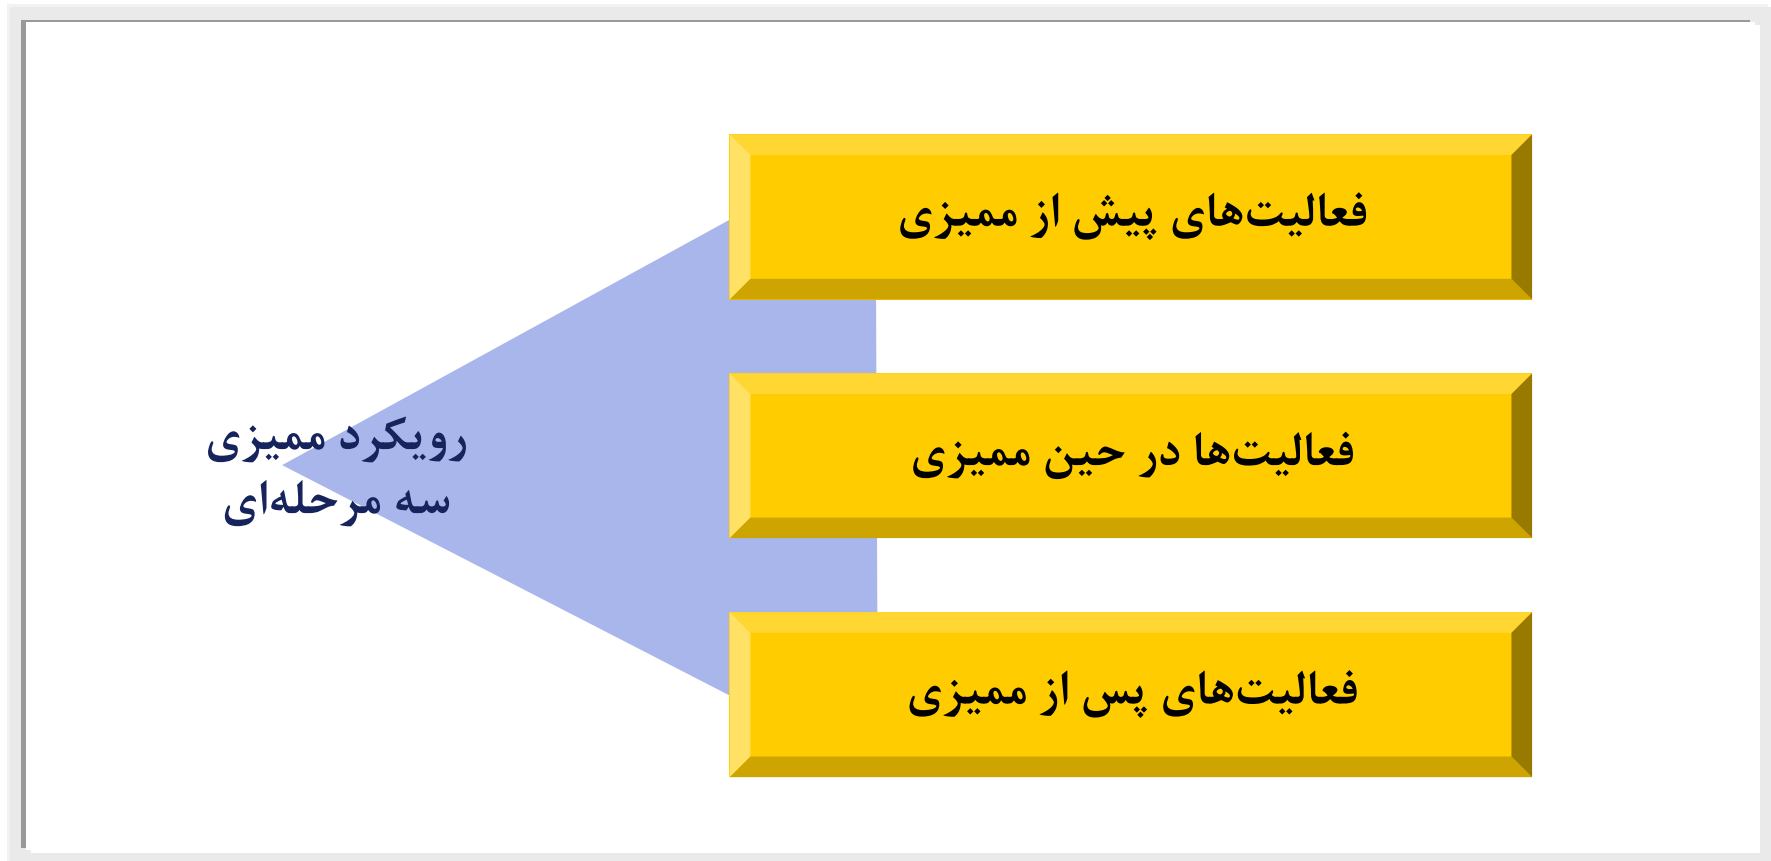 فعالیت‌های پیش از ممیزی
رویکرد ممیزی
سه مرحله‌ای
فعالیت‌ها در حین ممیزی
فعالیت‌های پس از ممیزی